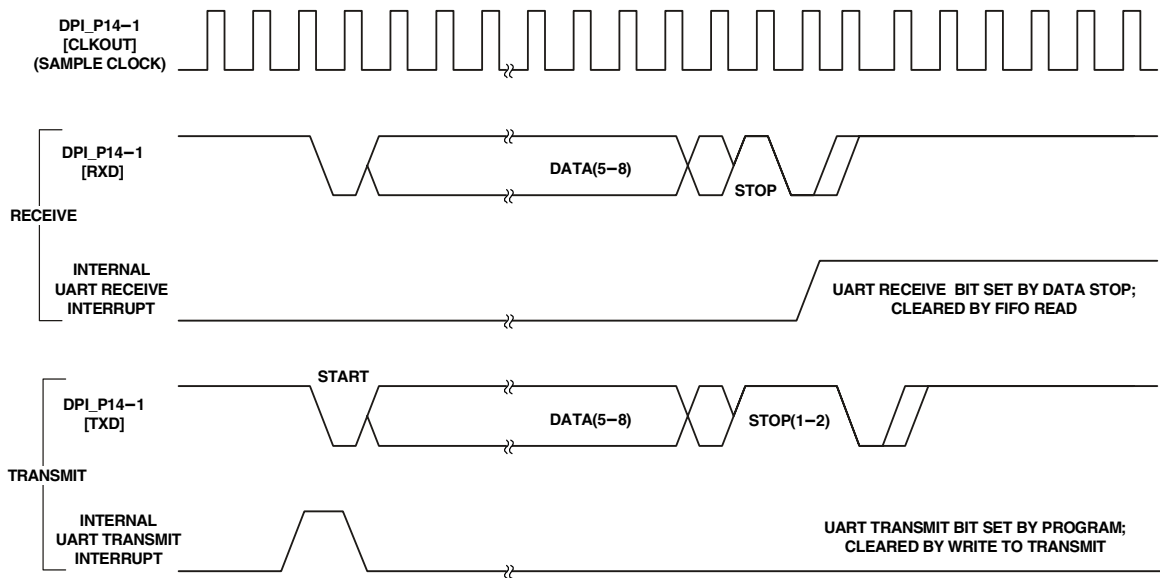 DPI_P14–1
[CLKOUT]
(SAMPLE CLOCK)
DPI_P14–1
[RXD]
DATA(5–8)
STOP
RECEIVE
INTERNAL
UART RECEIVE
INTERRUPT
UART RECEIVE BIT SET BY DATA STOP;
CLEARED BY FIFO READ
START
DPI_P14–1
[TXD]
DATA(5–8)
STOP(1–2)
TRANSMIT
INTERNAL
UART TRANSMIT
INTERRUPT
UART TRANSMIT BIT SET BY PROGRAM;
CLEARED BY WRITE TO TRANSMIT